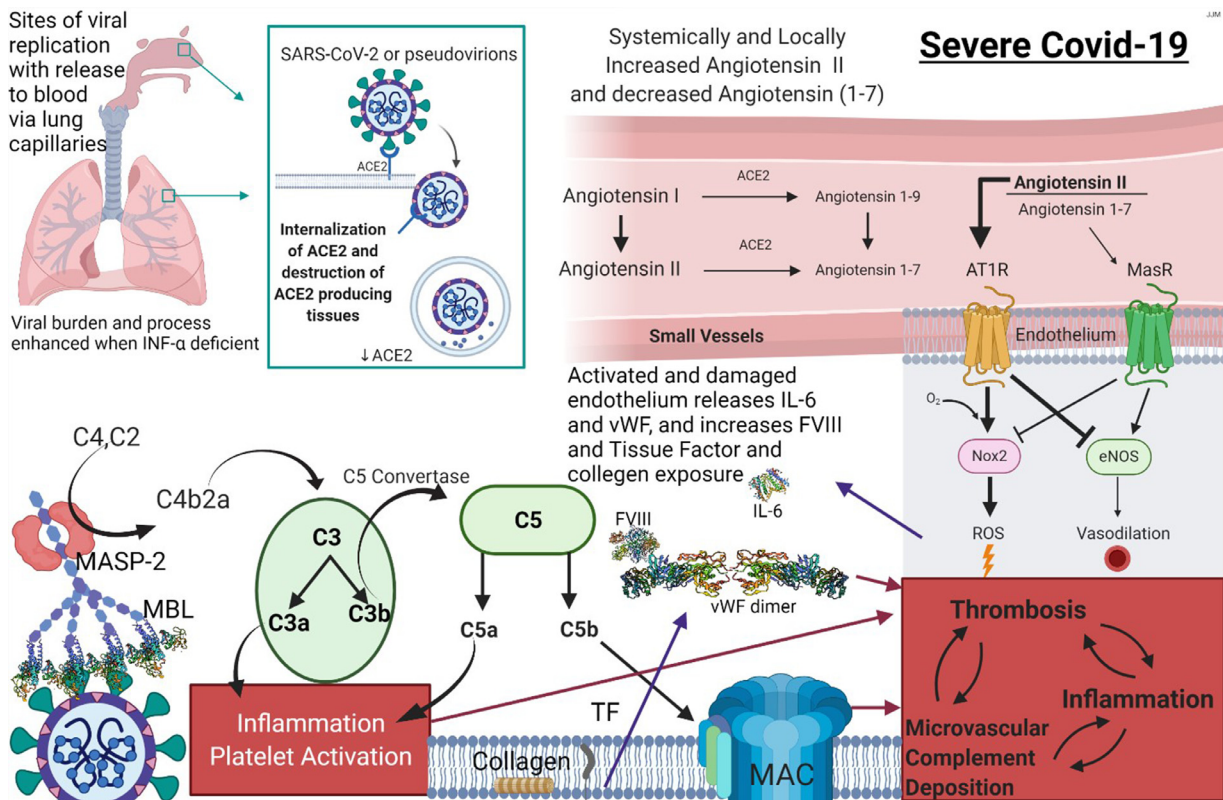 JJM
Severe Covid-19
Sites of viral
replication
with release
to blood
via lung
capillaries
Viral burden and process
enhanced when INF-α deficient
SARS-CoV-2 or pseudovirions
ACE2
Internalization
of ACE2 and
destruction of
ACE2 producing
tissues
↓ACE2
Systemically and Locally
Increased Angiotensin II
and decreased Angiotensin (1-7)
Angiotensin I
ACE2
Angiotensin 1-9
Angiotensin II
ACE2
Angiotensin 1-7
Angiotensin II
Angiotensin 1-7
AT1R
MasR
Small Vessels
Endothelium
O₂
Nox2
eNOS
ROS
Vasodilation
Activated and damaged
endothelium releases IL-6
and vWF, and increases FVIII
and Tissue Factor and
collagen exposure
IL-6
FVIII
vWF dimer
C4,C2
C4b2a
MASP-2
MBL
C3
C3a
C3b
C5 Convertase
C5
C5a
C5b
Inflammation
Platelet Activation
Collagen
TF
MAC
Thrombosis
Inflammation
Microvascular
Complement
Deposition